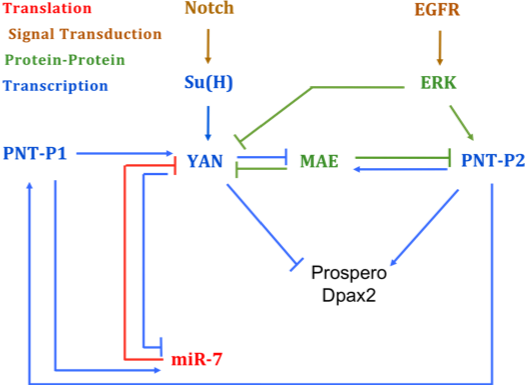 Translation
Signal Transduction
Protein-Protein
Transcription
Notch
EGFR
Su(H)
ERK
PNT-P1
YAN
MAE
PNT-P2
Prospero
Dpax2
miR-7